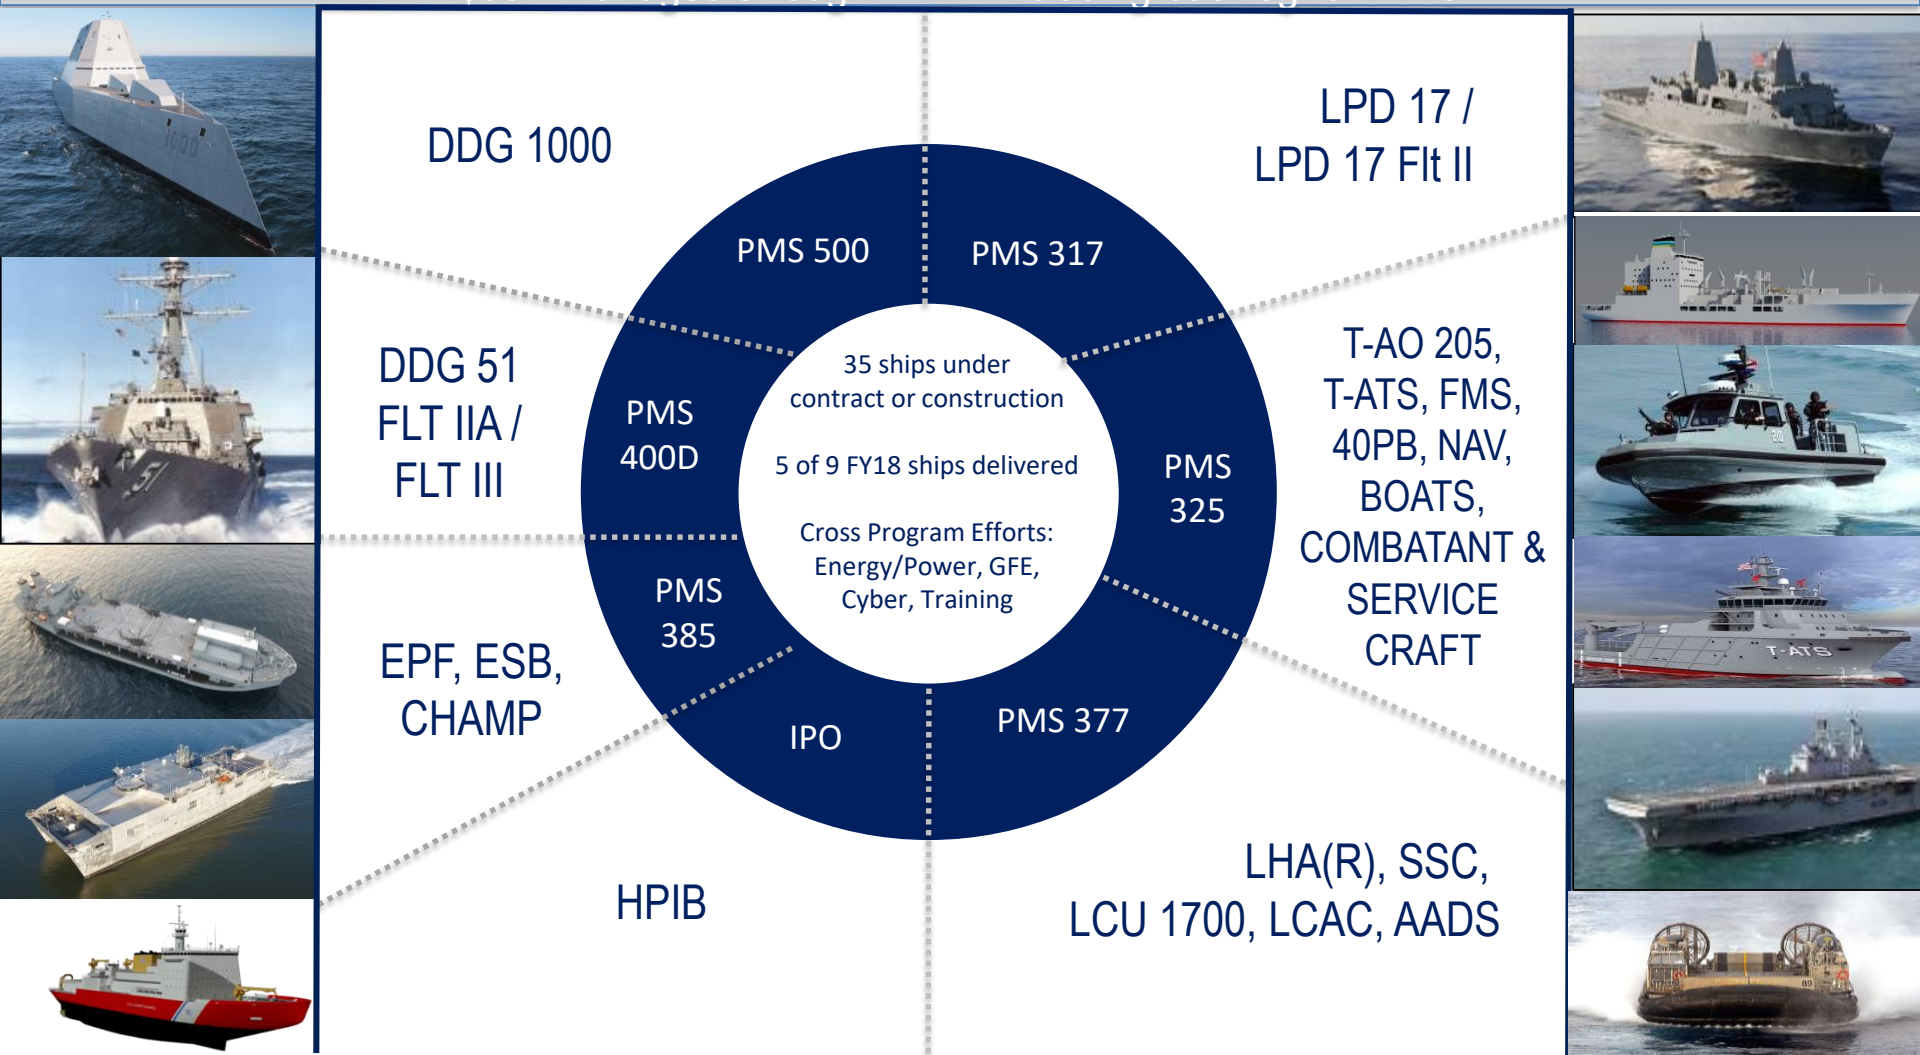 DDG 1000
LPD 17 /
LPD 17 Flt II
PMS 500
PMS 317
DDG 51
FLT IIA /
FLT III
PMS
400D
35 ships under
contract or construction
5 of 9 FY18 ships delivered
Cross Program Efforts:
Energy/Power, GFE,
Cyber, Training
PMS
325
T-AO 205,
T-ATS, FMS,
40PB, NAV,
BOATS,
COMBATANT &
SERVICE
CRAFT
PMS
385
EPF, ESB,
CHAMP
IPO
PMS 377
HPIB
LHA(R), SSC,
LCU 1700, LCAC, AADS
1000
51
T-ATS